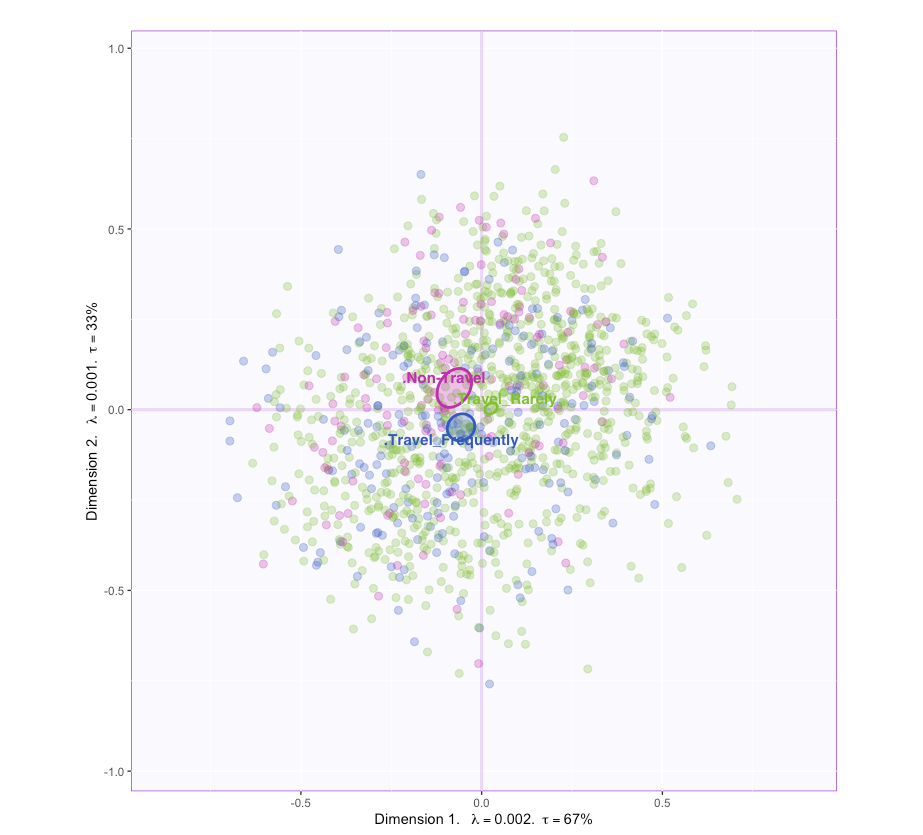 1.0
0.5
0.0
-0.5
-1.0
Dimension 2. λ = 0.001. τ = 33%
.Non-Travel
.Travel_Rarely
.Travel_Frequently
-0.5
0.0
0.5
Dimension 1. λ = 0.002. τ = 67%